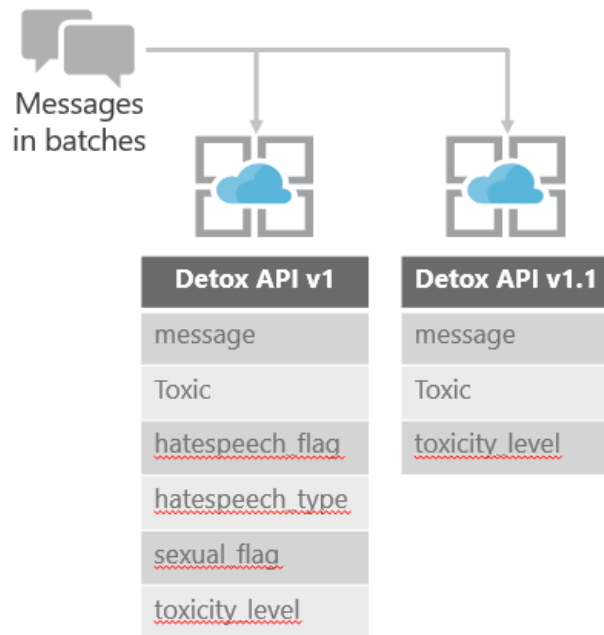 Messages
in batches
Detox API v1
message
Toxic
hatespeech_flag
hatespeech_type
sexual_flag
toxicity_level
Detox API v1.1
message
Toxic
toxicity_level